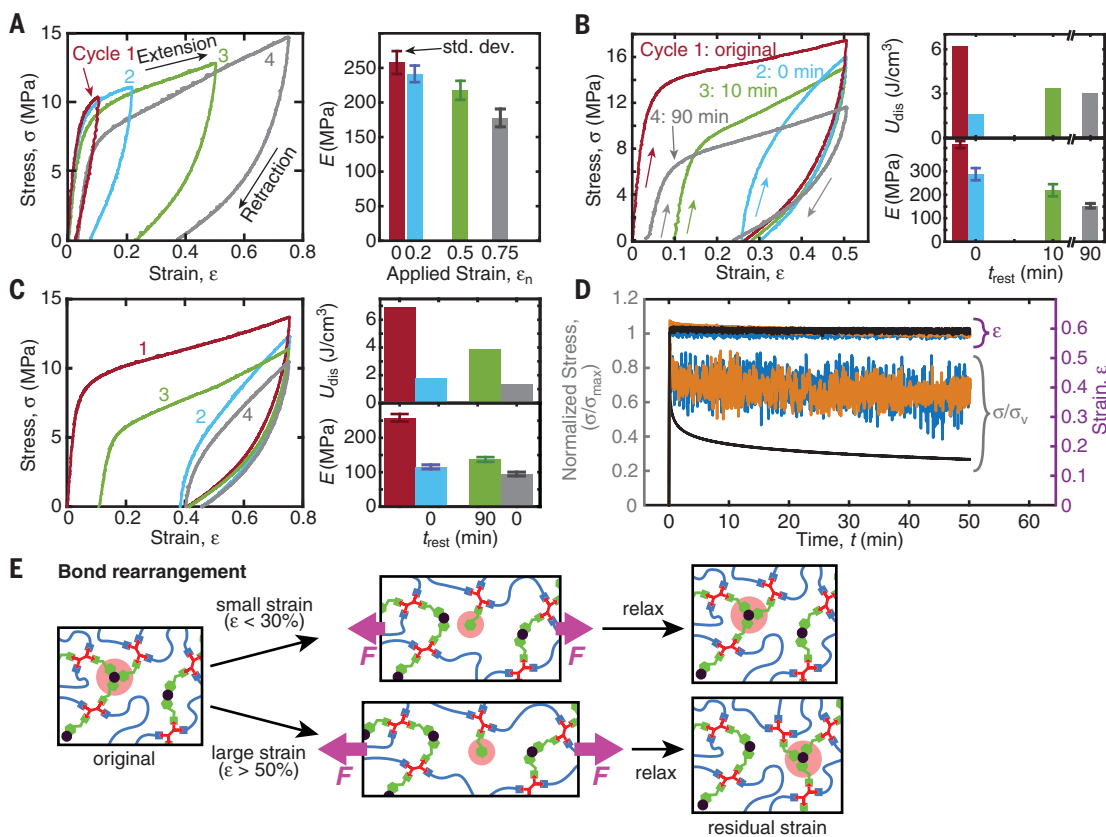 A
Stress, σ (MPa)
15
10
5
0
Cycle 1
Extension
2
3
4
Retraction
0
0.2
0.4
0.6
0.8
Strain, ε
E (MPa)
250
200
150
100
50
0
std. dev.
0
0.2
0.5
0.75
Applied Strain, εn
B
Stress, σ (MPa)
16
12
8
4
0
Cycle 1: original
2: 0 min
3: 10 min
4: 90 min
0
0.1
0.2
0.3
0.4
0.5
Strain, ε
Udis (J/cm3)
6
3
0
E (MPa)
300
200
100
0
0
10
90
trest (min)
C
Stress, σ (MPa)
15
10
5
0
1
3
2
4
0
0.2
0.4
0.6
0.8
Strain, ε
Udis (J/cm3)
6
4
2
0
E (MPa)
200
100
0
0
90
0
trest (min)
D
Normalized Stress,
(σ/σmax)
1.2
1
0.8
0.6
0.4
0.2
0
ε
σ/σv
0.6
0.5
0.4
0.3
0.2
0.1
0
Strain, ε
0
10
20
30
40
50
Time, t (min)
E
Bond rearrangement
original
small strain
(ε < 30%)
F
F
relax
large strain
(ε > 50%)
F
F
relax
residual strain